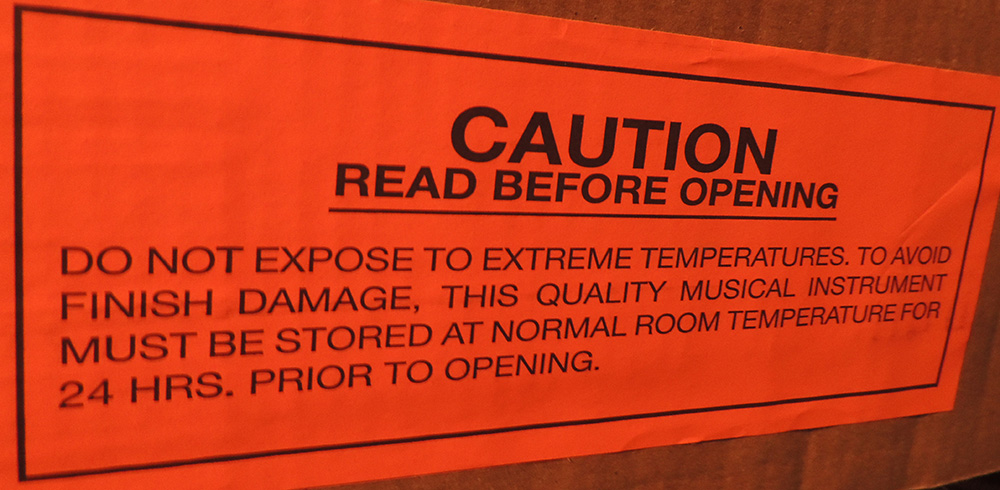 CAUTION
READ BEFORE OPENING
DO NOT EXPOSE TO EXTREME TEMPERATURES. TO AVOID
FINISH DAMAGE, THIS QUALITY MUSICAL INSTRUMENT
MUST BE STORED AT NORMAL ROOM TEMPERATURE FOR
24 HRS. PRIOR TO OPENING.